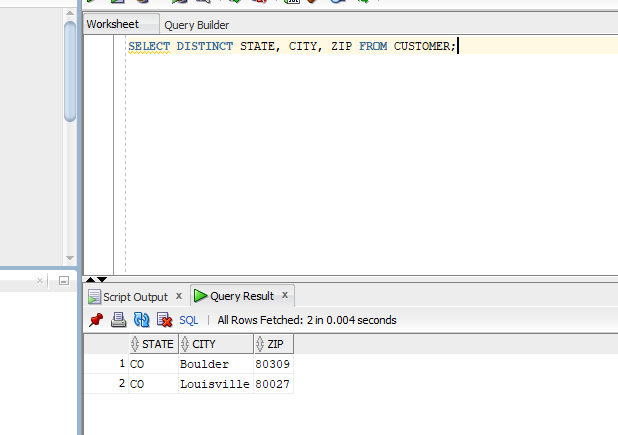 Worksheet Query Builder
SELECT DISTINCT STATE, CITY, ZIP FROM CUSTOMER;
Script Output x Query Result x
SQL | All Rows Fetched: 2 in 0.004 seconds
STATE CITY ZIP
1 CO Boulder 80309
2 CO Louisville 80027